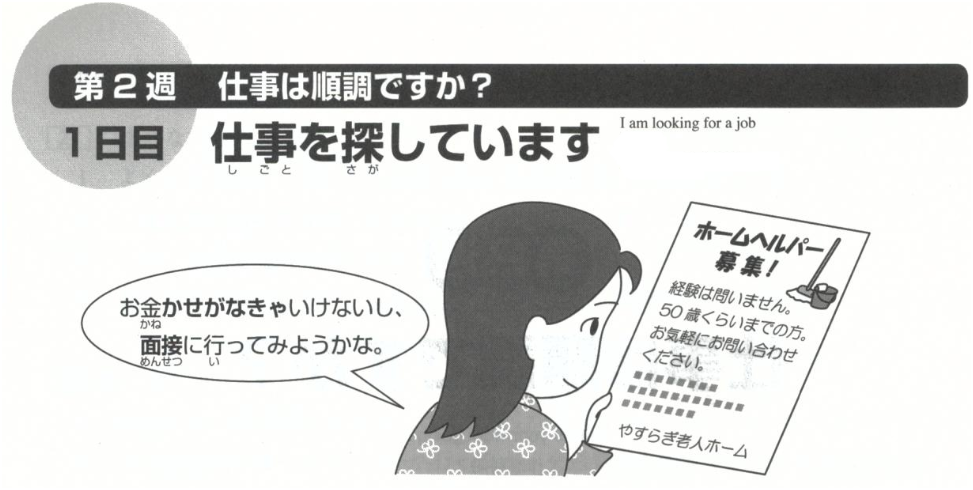 第2週 仕事は順調ですか？
1日目 仕事を探しています
しごと さが
I am looking for a job
お金かせがなきゃいけないし、
かね
面接に行ってみようかな。
めんせつ い
ホームヘルパー
募集！
経験は問いません。
50歳くらいまでの方。
お気軽にお問い合わせ
ください。
やすらぎ老人ホーム